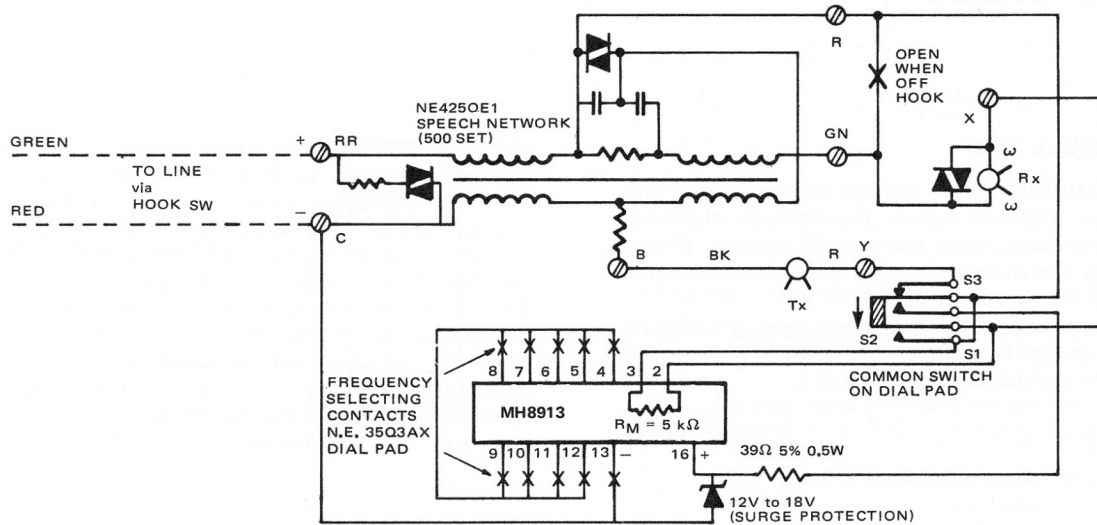 R
OPEN
WHEN
OFF
HOOK
X
NE425OE1
SPEECH NETWORK
(500 SET)
GN
GREEN
+ RR
TO LINE
via
HOOK SW
ω
Rx
ω
RED
−
C
B
BK
R
Y
Tx
S3
S2
S1
COMMON SWITCH
ON DIAL PAD
8 7 6 5 4 3 2
FREQUENCY
SELECTING
CONTACTS
N.E. 35Q3AX
DIAL PAD
MH8913
RM = 5 kΩ
9 10 11 12 13 − 16 +
39Ω 5% 0.5W
12V to 18V
(SURGE PROTECTION)